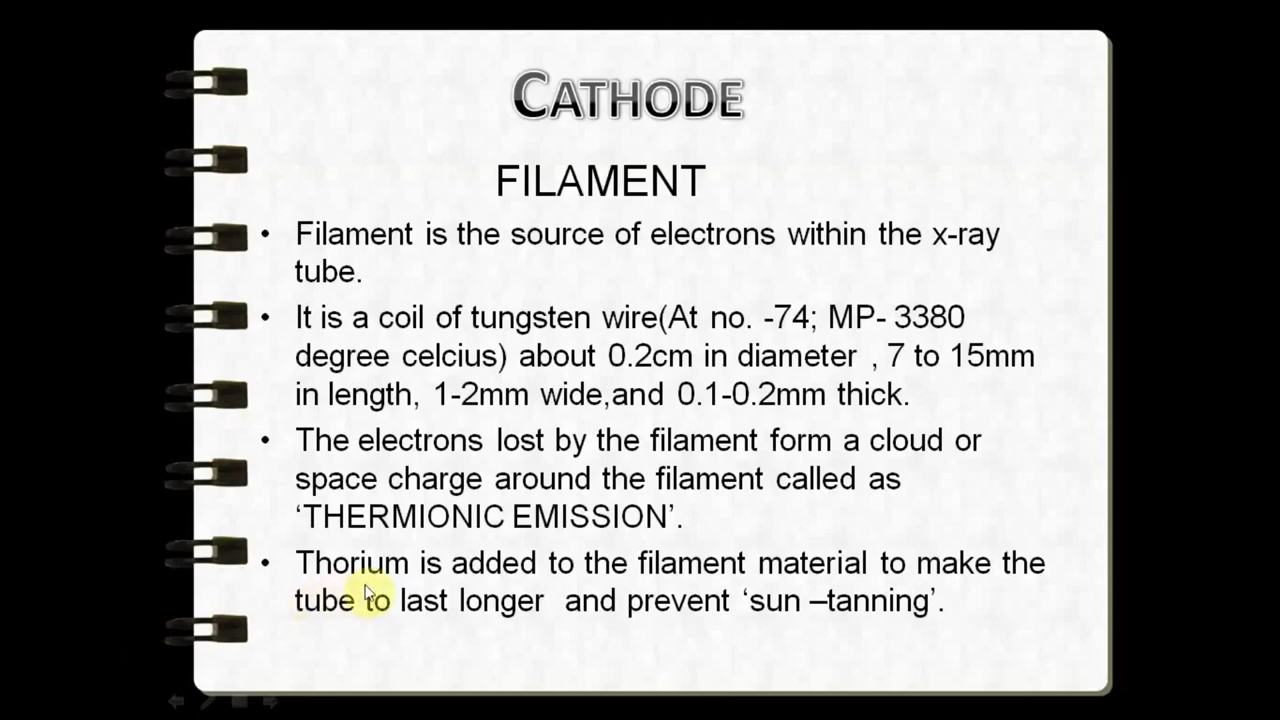 CATHODE
FILAMENT
• Filament is the source of electrons within the x-ray
tube.
• It is a coil of tungsten wire(At no. -74; MP- 3380
degree celcius) about 0.2cm in diameter , 7 to 15mm
in length, 1-2mm wide,and 0.1-0.2mm thick.
• The electrons lost by the filament form a cloud or
space charge around the filament called as
‘THERMIONIC EMISSION’.
• Thorium is added to the filament material to make the
tube to last longer and prevent ‘sun –tanning’.